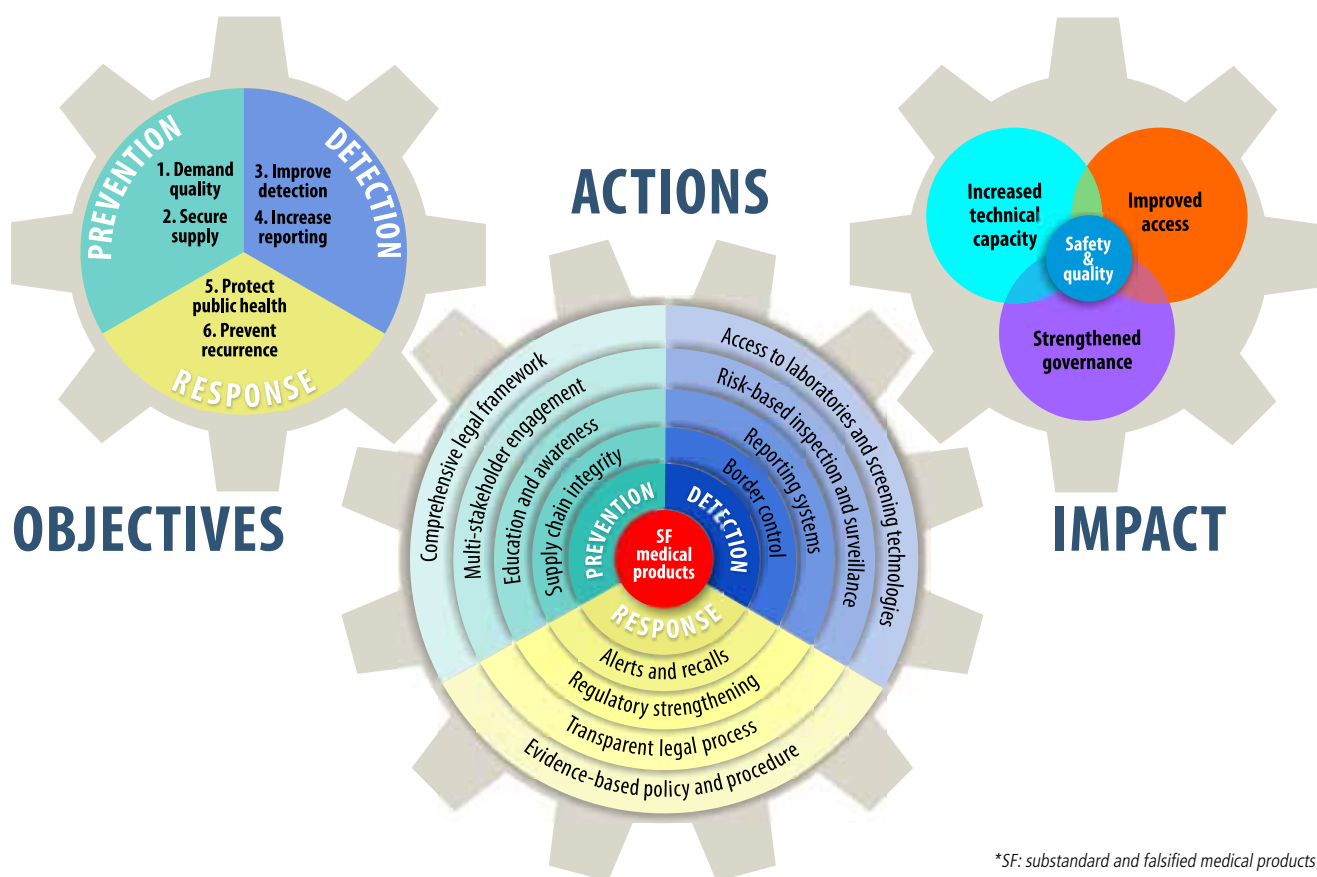 PREVENTION
1. Demand
quality
2. Secure
supply
DETECTION
3. Improve
detection
4. Increase
reporting
5. Protect
public health
6. Prevent
recurrence
RESPONSE
OBJECTIVES
ACTIONS
Comprehensive legal framework
Multi-stakeholder engagement
Education and awareness
Supply chain integrity
PREVENTION
Access to laboratories and screening technologies
Risk-based inspection and surveillance
Reporting systems
Border control
DETECTION
SF
medical
products
RESPONSE
Alerts and recalls
Regulatory strengthening
Transparent legal process
Evidence-based policy and procedure
Increased
technical
capacity
Improved
access
Safety
&
quality
Strengthened
governance
IMPACT
*SF: substandard and falsified medical products